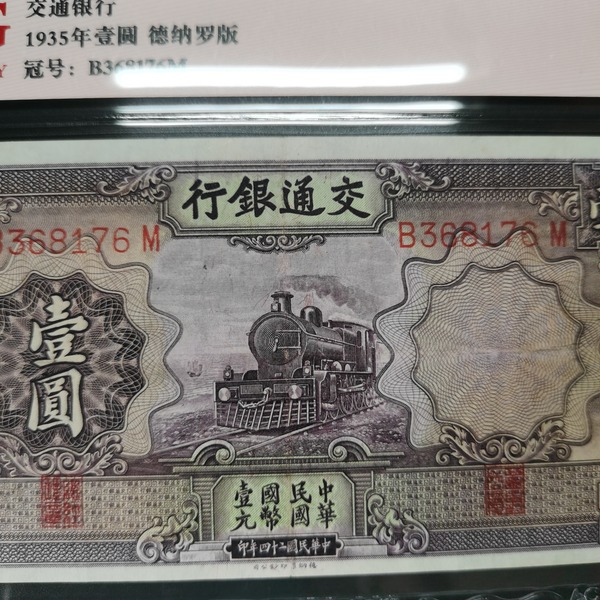 交通银行
1935年壹圆 德纳罗版
冠号：B368176M
行銀通交
B368176 M
B368176 M
壹圓
中華
民國
國幣
壹元
印年四十二國民華中